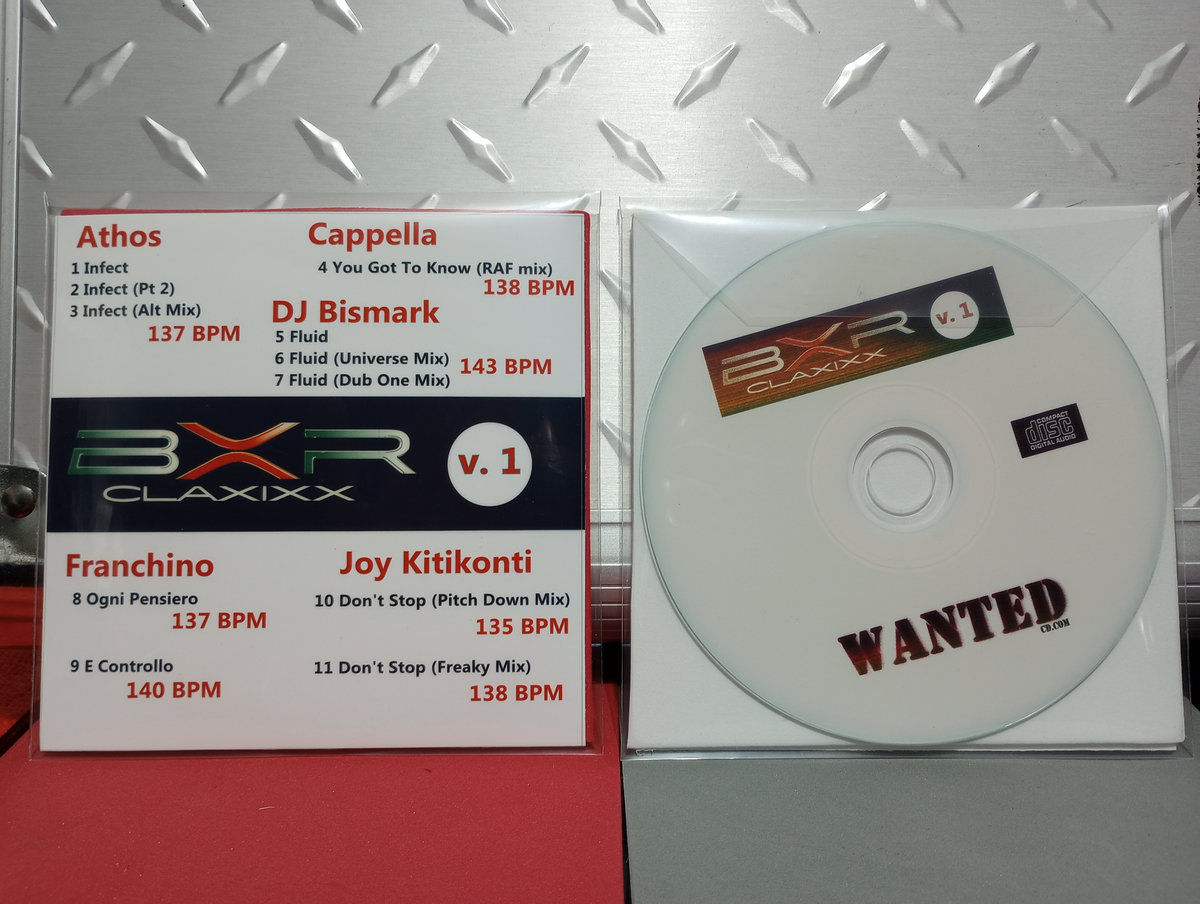 Athos
1 Infect
2 Infect (Pt 2)
3 Infect (Alt Mix)
137 BPM
Cappella
4 You Got To Know (RAF mix)
138 BPM
DJ Bismark
5 Fluid
6 Fluid (Universe Mix)
7 Fluid (Dub One Mix)
143 BPM
BXR
CLAXIXX
v. 1
Franchino
8 Ogni Pensiero
137 BPM
9 E Controllo
140 BPM
Joy Kitikonti
10 Don't Stop (Pitch Down Mix)
135 BPM
11 Don't Stop (Freaky Mix)
138 BPM
BXR
CLAXIXX
v. 1
COMPACT
disc
DIGITAL AUDIO
WANTED
CD.COM